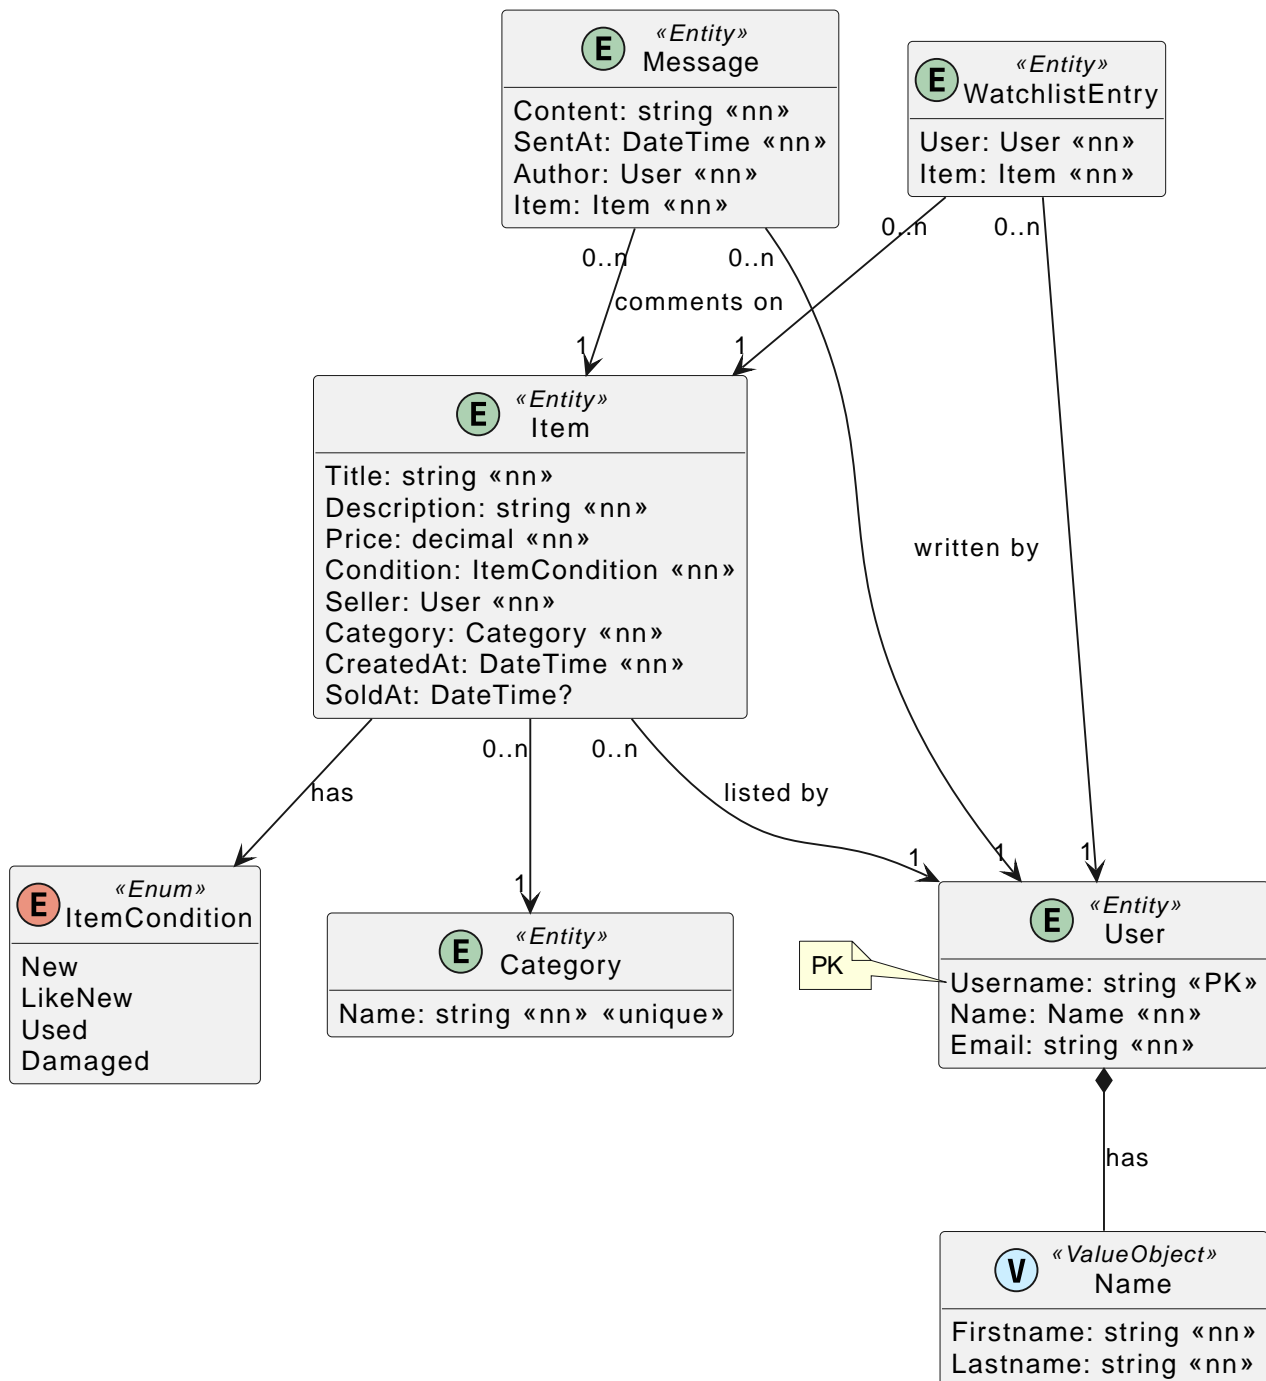 E
«Entity»
Message
Content: string «nn»
SentAt: DateTime «nn»
Author: User «nn»
Item: Item «nn»
E
«Entity»
WatchlistEntry
User: User «nn»
Item: Item «nn»
0..n
0..n
0..n
0..n
comments on
1
1
E
«Entity»
Item
Title: string «nn»
Description: string «nn»
Price: decimal «nn»
Condition: ItemCondition «nn»
Seller: User «nn»
Category: Category «nn»
CreatedAt: DateTime «nn»
SoldAt: DateTime?
written by
0..n
0..n
has
listed by
1
1
1
1
E
«Enum»
ItemCondition
New
LikeNew
Used
Damaged
E
«Entity»
Category
Name: string «nn» «unique»
PK
E
«Entity»
User
Username: string «PK»
Name: Name «nn»
Email: string «nn»
has
V
«ValueObject»
Name
Firstname: string «nn»
Lastname: string «nn»